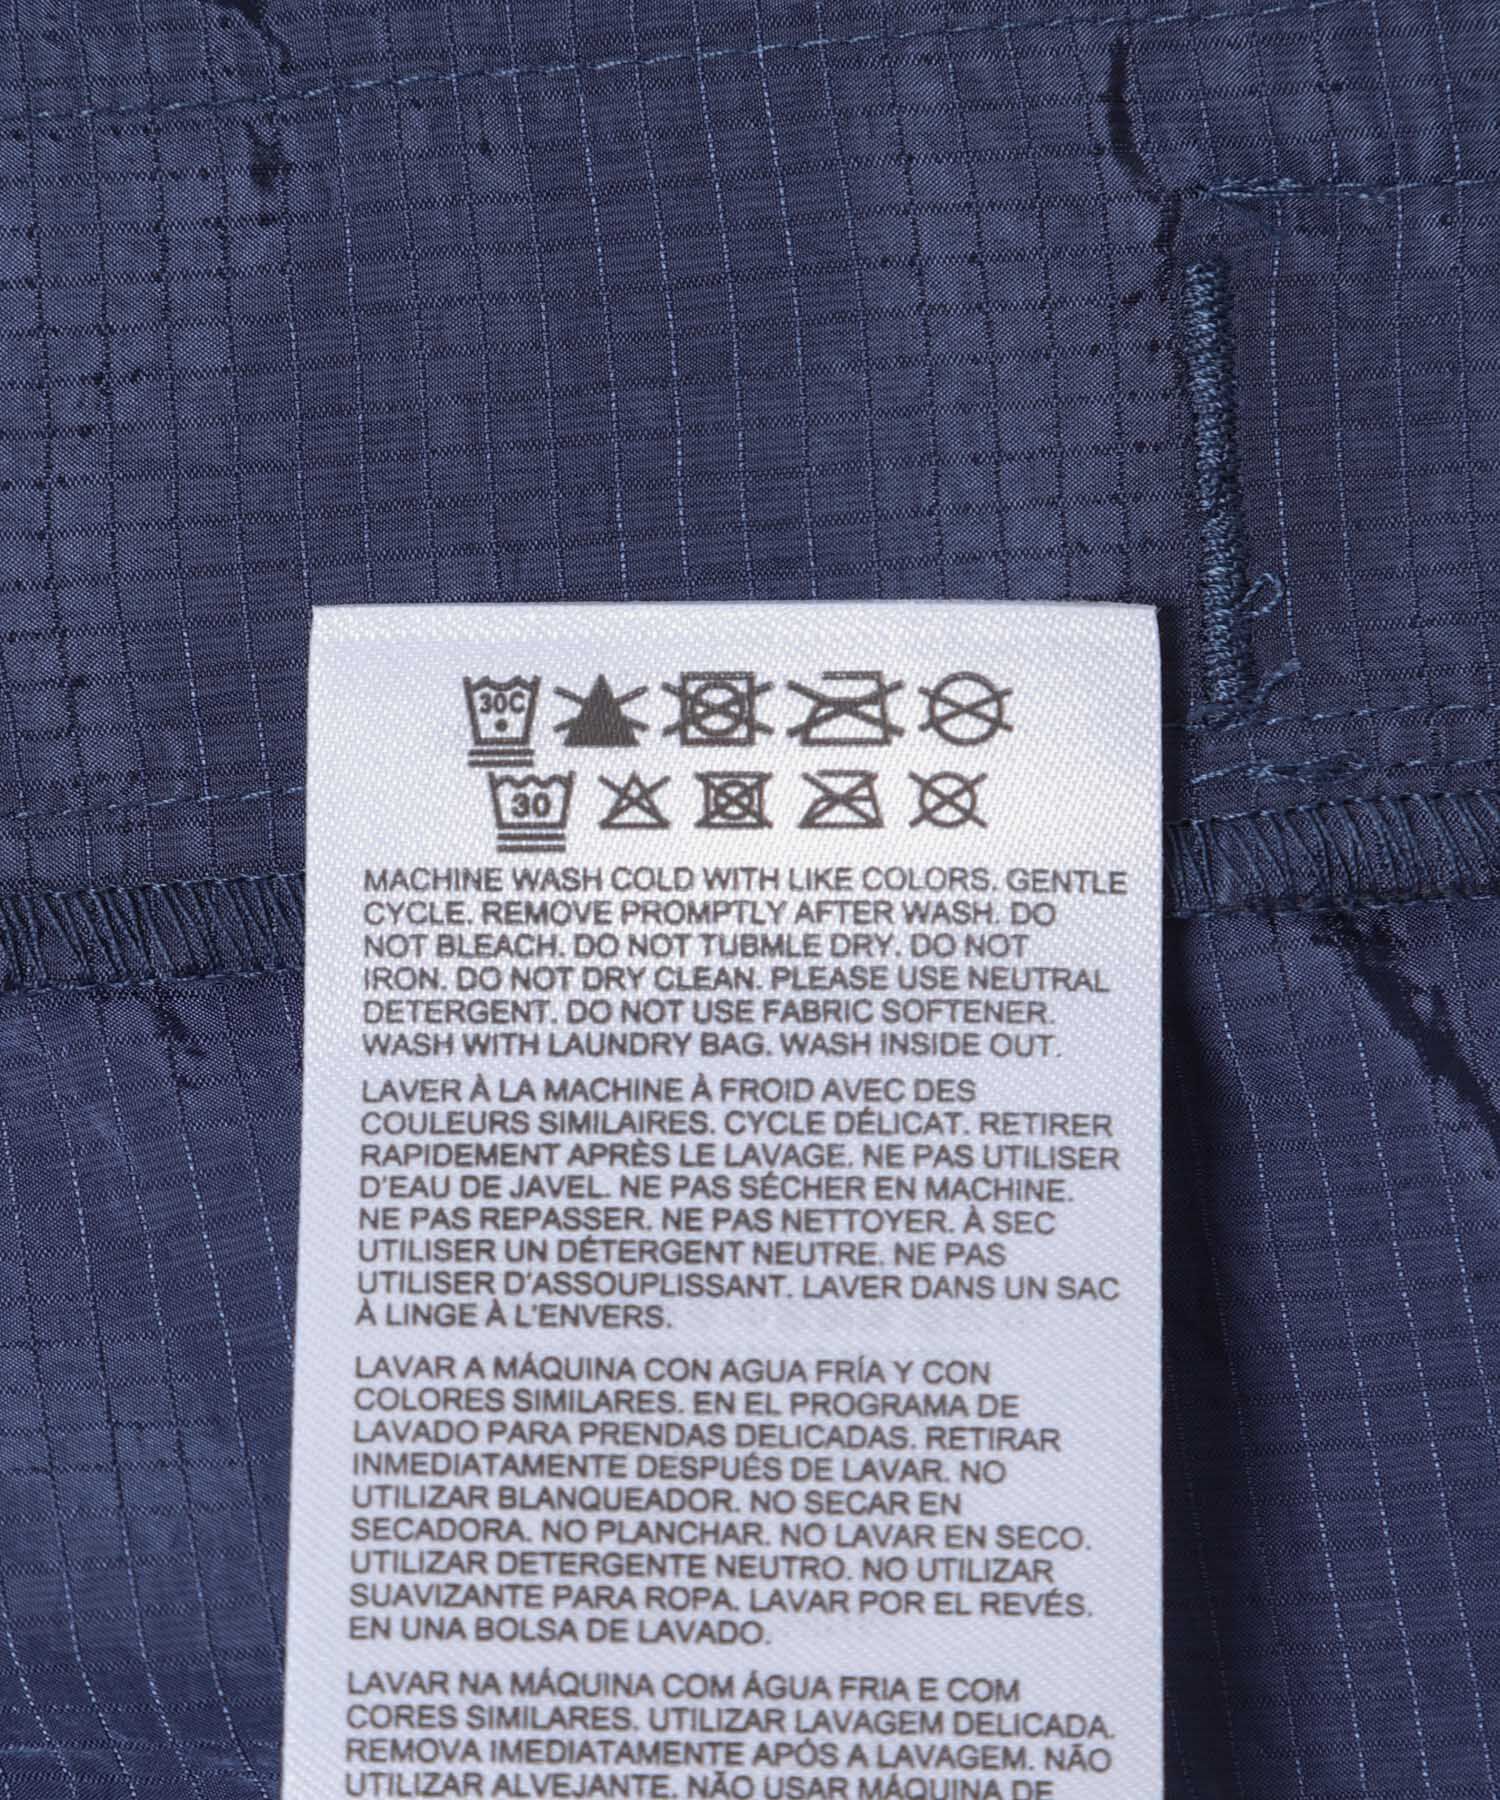 30C
30
MACHINE WASH COLD WITH LIKE COLORS. GENTLE
CYCLE. REMOVE PROMPTLY AFTER WASH. DO
NOT BLEACH. DO NOT TUBMLE DRY. DO NOT
IRON. DO NOT DRY CLEAN. PLEASE USE NEUTRAL
DETERGENT. DO NOT USE FABRIC SOFTENER.
WASH WITH LAUNDRY BAG. WASH INSIDE OUT.
LAVER À LA MACHINE À FROID AVEC DES
COULEURS SIMILAIRES. CYCLE DÉLICAT. RETIRER
RAPIDEMENT APRÈS LE LAVAGE. NE PAS UTILISER
D'EAU DE JAVEL. NE PAS SÉCHER EN MACHINE.
NE PAS REPASSER. NE PAS NETTOYER. À SEC
UTILISER UN DÉTERGENT NEUTRE. NE PAS
UTILISER D'ASSOUPLISSANT. LAVER DANS UN SAC
À LINGE À L'ENVERS.
LAVAR A MÁQUINA CON AGUA FRÍA Y CON
COLORES SIMILARES. EN EL PROGRAMA DE
LAVADO PARA PRENDAS DELICADAS. RETIRAR
INMEDIATAMENTE DESPUÉS DE LAVAR. NO
UTILIZAR BLANQUEADOR. NO SECAR EN
SECADORA. NO PLANCHAR. NO LAVAR EN SECO.
UTILIZAR DETERGENTE NEUTRO. NO UTILIZAR
SUAVIZANTE PARA ROPA. LAVAR POR EL REVÉS.
EN UNA BOLSA DE LAVADO.
LAVAR NA MÁQUINA COM ÁGUA FRIA E COM
CORES SIMILARES. UTILIZAR LAVAGEM DELICADA.
REMOVA IMEDIATAMENTE APÓS A LAVAGEM. NÃO
UTILIZAR ALVEJANTE. NÃO USAR MÁQUINA DE